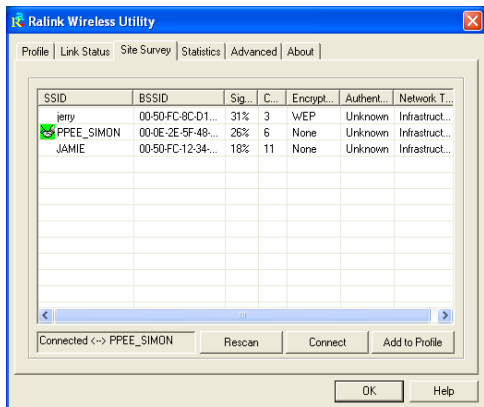 Ralink Wireless Utility
Profile Link Status Site Survey Statistics Advanced About
SSID BSSID Sig... C... Encrypt... Authent... Network T...
jerry 00-50-FC-8C-D1... 31% 3 WEP Unknown Infrastruct...
PPEE_SIMON 00-0E-2E-5F-48-... 26% 6 None Unknown Infrastruct...
JAMIE 00-50-FC-12-34-... 18% 11 None Unknown Infrastruct...
Connected <--> PPEE_SIMON Rescan Connect Add to Profile
OK Help